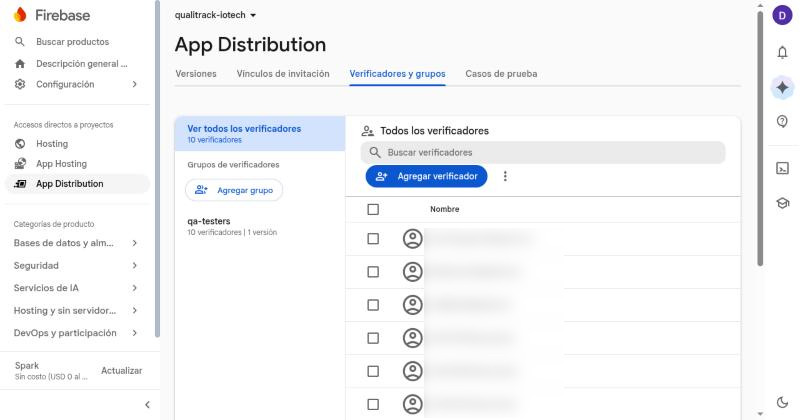 Firebase
Buscar productos
Descripción general ...
Configuración
Accesos directos a proyectos
Hosting
App Hosting
App Distribution
Categorías de producto
Bases de datos y alm...
Seguridad
Servicios de IA
Hosting y sin servidor...
DevOps y participación
Spark
Sin costo (USD 0 al ...
Actualizar
qualitrack-iotech
App Distribution
Versiones
Vínculos de invitación
Verificadores y grupos
Casos de prueba
Ver todos los verificadores
10 verificadores
Grupos de verificadores
Agregar grupo
qa-testers
10 verificadores | 1 versión
Todos los verificadores
Buscar verificadores
Agregar verificador
Nombre
D